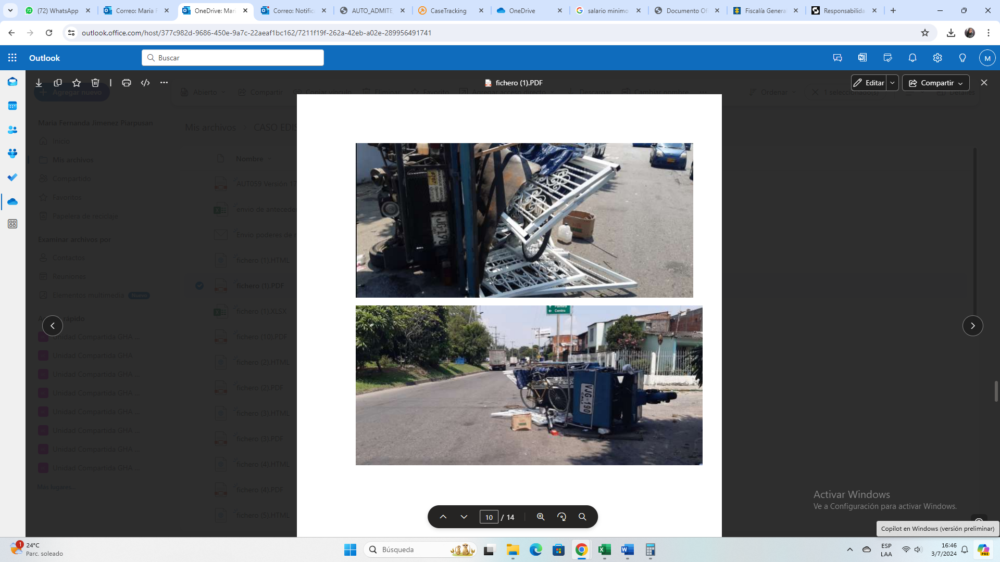 (72) WhatsApp
Correo: Maria F
OneDrive: Mari
Correo: Notifica
AUTO_ADMITE
CaseTracking
OneDrive
salario minimo
Documento Of
Fiscalía Genera
Responsabilida
outlook.office.com/host/377c982d-9686-450e-9a7c-22aeaf1bc162/7211f19f-262a-42eb-a02e-289956491741
Outlook
Buscar
M
fichero (1).PDF
Editar
Compartir
Agregar nuevo
Abierto
Compartir
Copiar vínculo
Eliminar
Favorito
Agregar acceso directo
Descargar
Cambiar nombre
Ordenar
1 seleccionado(s)
Detalles
Maria Fernanda Jimenez Piarpusan
Mis archivos
CASO EDIS
Inicio
Mis archivos
Compartido
Favoritos
Papelera de reciclaje
Examinar archivos por
Contactos
Reuniones
Elementos multimedia
Nuevo
Unidad Compartida GHA ...
Unidad Compartida GHA
Unidad Compartida GHA ...
Unidad Compartida GHA ...
Unidad Compartida GHA ...
Unidad Compartida GHA ...
Unidad Compartida GHA ...
Unidad Compartida GHA ...
Más lugares...
Nombre
AUT059 Versión 17
envio de anteceder
Envio poderes de
fichero (1).HTML
fichero (1).PDF
fichero (1).XLSX
fichero (10).PDF
fichero (2).HTML
fichero (2).PDF
fichero (3).HTML
fichero (3).PDF
fichero (4).HTML
fichero (4).PDF
fichero (5).HTML
VJG190
Palmira
Centro
VJG 190
CALI
10 / 14
Activar Windows
Ve a Configuración para activar Windows.
Copilot en Windows (versión preliminar)
1
24°C
Parc. soleado
Búsqueda
ESP
LAA
16:46
3/7/2024
PRE